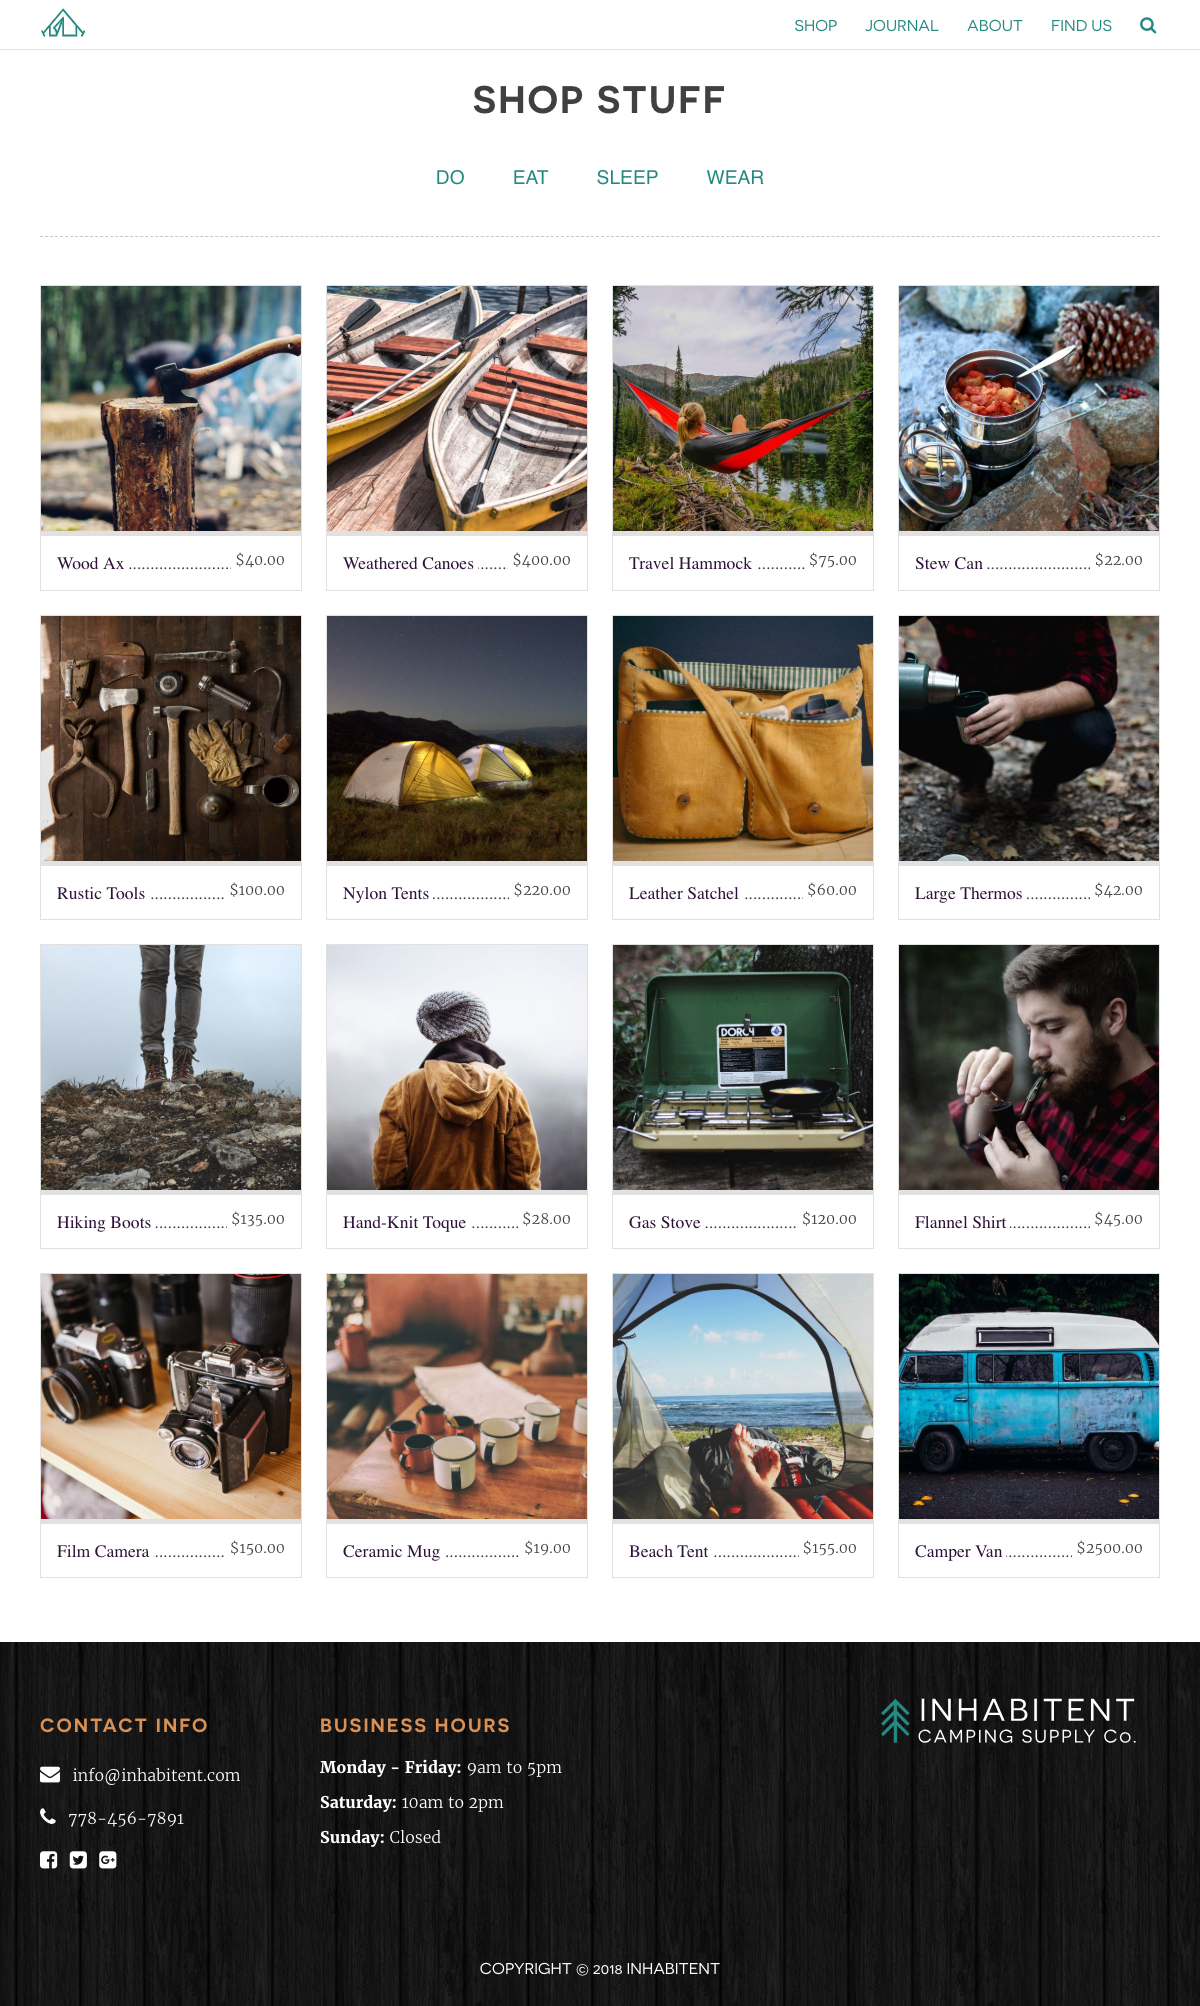 SHOP JOURNAL ABOUT FIND US
SHOP STUFF
DO EAT SLEEP WEAR
Wood Ax ........................ $40.00
Weathered Canoes ....... $400.00
Travel Hammock ........... $75.00
Stew Can ........................ $22.00
Rustic Tools ................. $100.00
Nylon Tents .................. $220.00
Leather Satchel ............. $60.00
Large Thermos ............... $42.00
DORCY
Hiking Boots ................. $135.00
Hand-Knit Toque ........... $28.00
Gas Stove ..................... $120.00
Flannel Shirt ................... $45.00
Film Camera ................ $150.00
Ceramic Mug ................. $19.00
Beach Tent .................... $155.00
Camper Van ............... $2500.00
INHABITENT
CAMPING SUPPLY Co.
CONTACT INFO
info@inhabitent.com
778-456-7891
BUSINESS HOURS
Monday - Friday: 9am to 5pm
Saturday: 10am to 2pm
Sunday: Closed
COPYRIGHT © 2018 INHABITENT